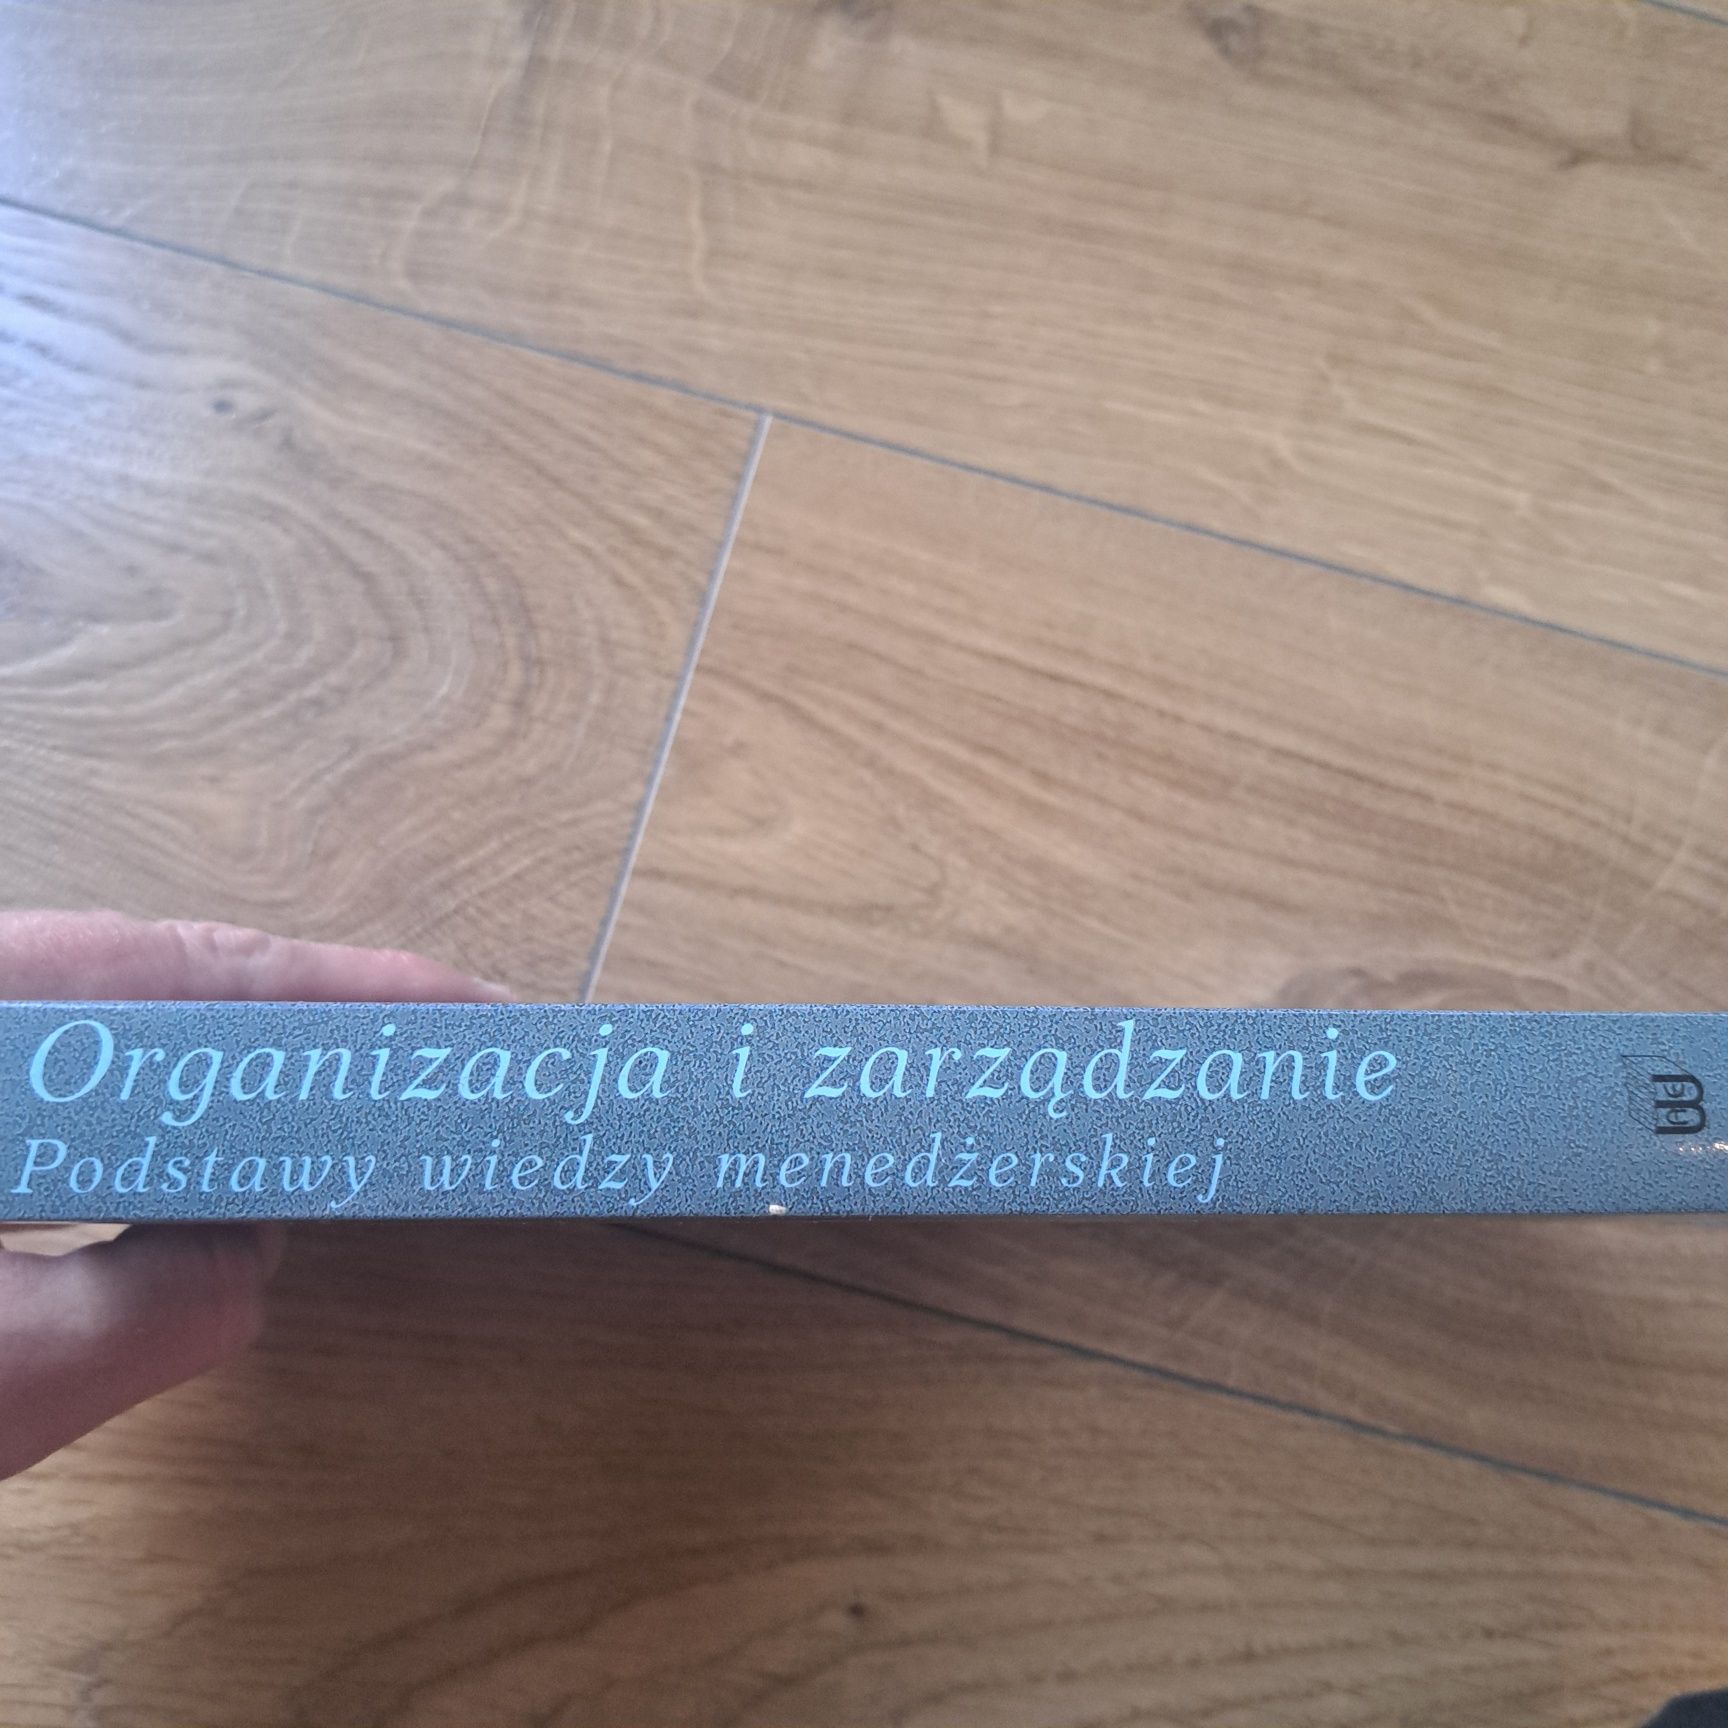 Organizacja i zarządzanie
Podstawy wiedzy menedżerskiej